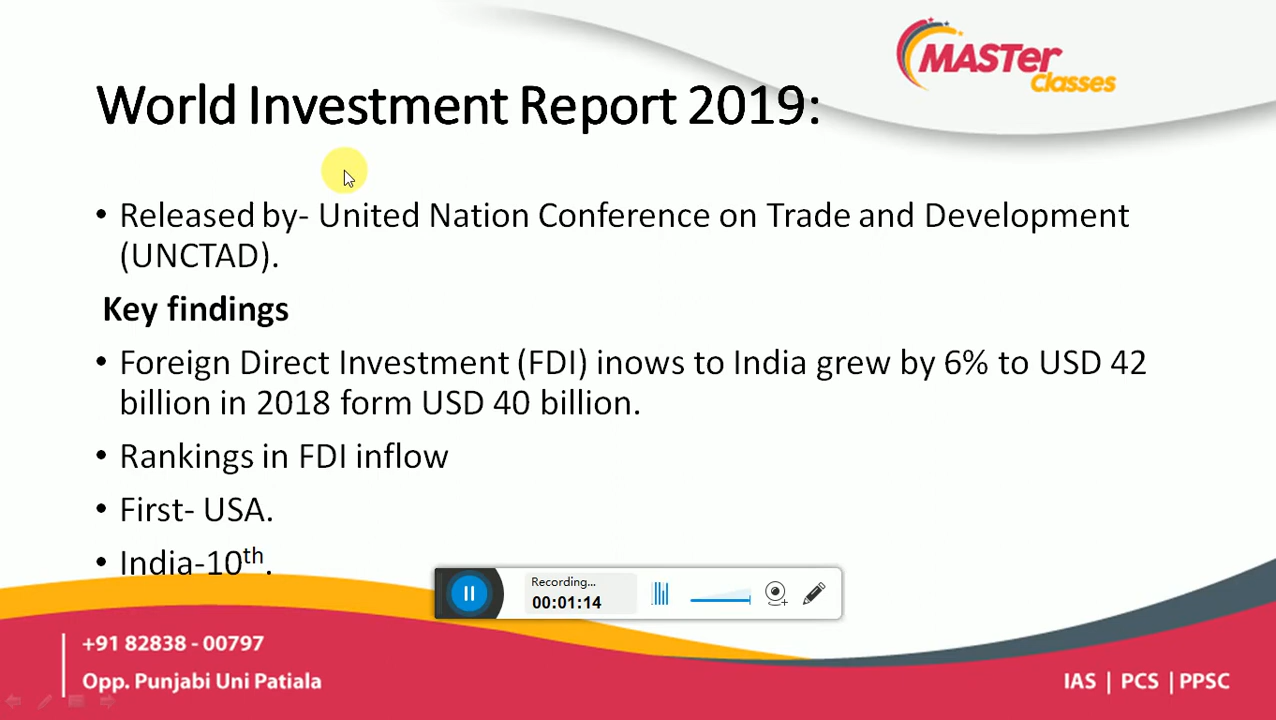 MASTer
Classes
World Investment Report 2019:
• Released by- United Nation Conference on Trade and Development
(UNCTAD).
Key findings
• Foreign Direct Investment (FDI) inows to India grew by 6% to USD 42
billion in 2018 form USD 40 billion.
• Rankings in FDI inflow
• First- USA.
• India-10th.
Recording...
00:01:14
+91 82838 - 00797
Opp. Punjabi Uni Patiala
IAS | PCS | PPSC